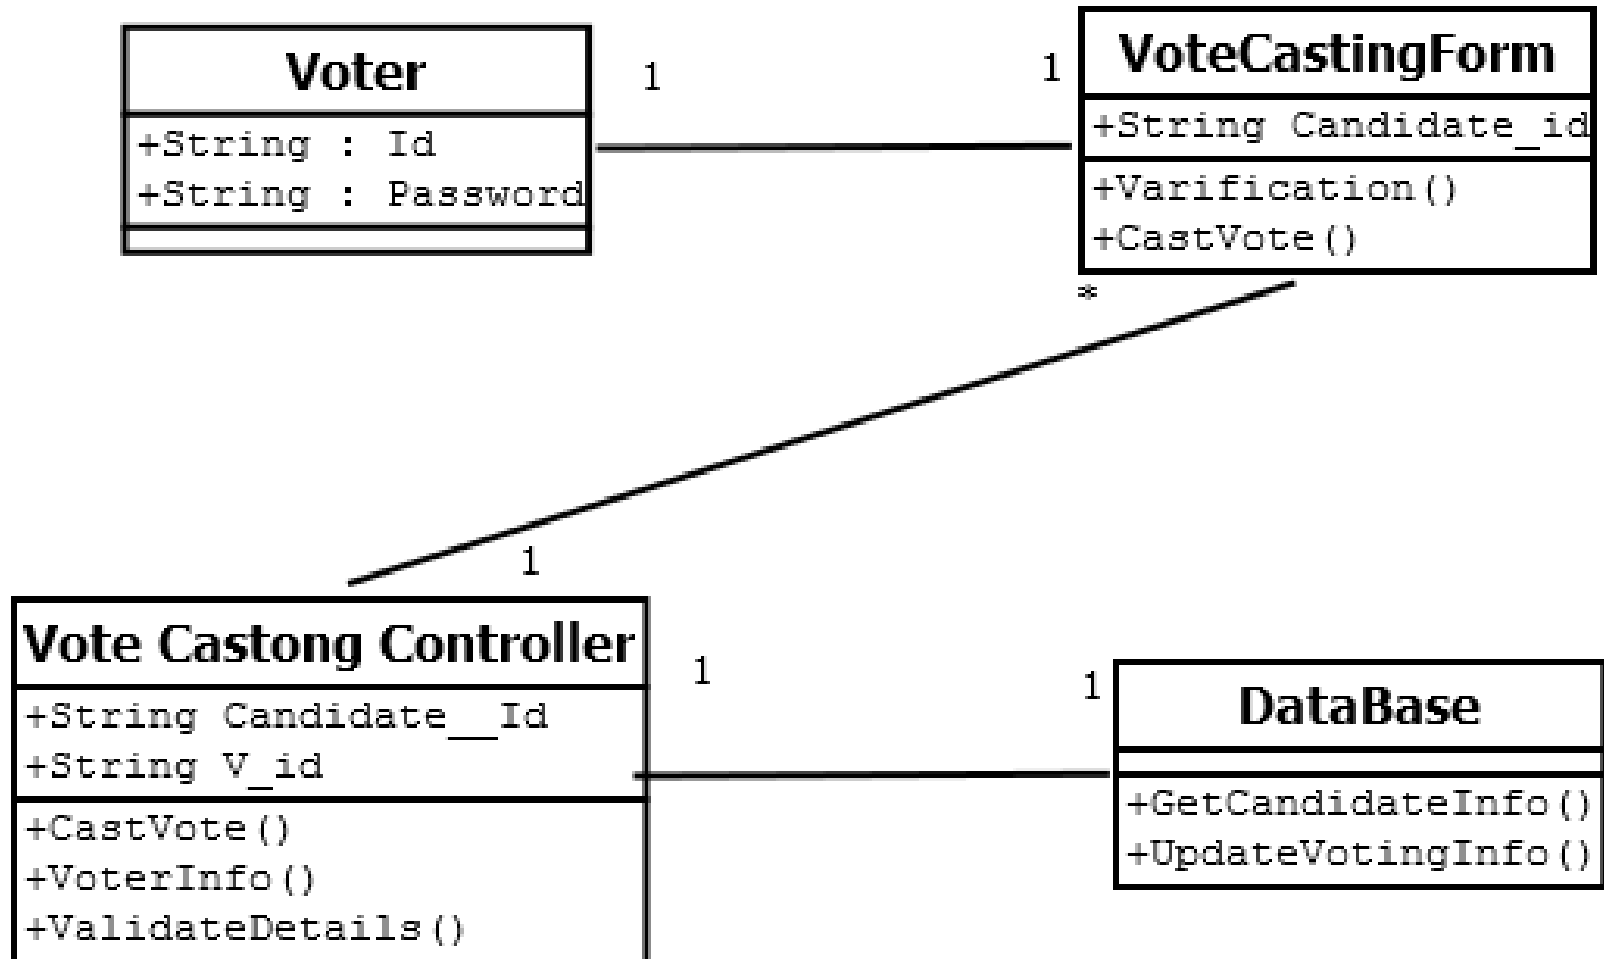 Voter
+String : Id
+String : Password
1
1
VoteCastingForm
+String Candidate_id
+Varification()
+CastVote()
*
1
Vote Castong Controller
+String Candidate__Id
+String V_id
+CastVote()
+VoterInfo()
+ValidateDetails()
1
1
DataBase
+GetCandidateInfo()
+UpdateVotingInfo()